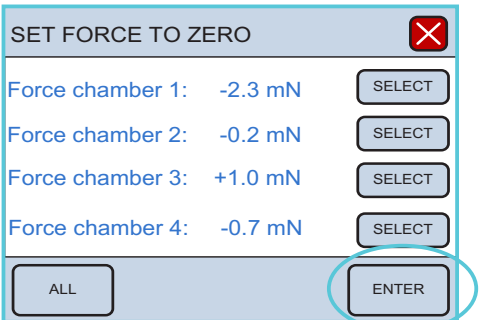 SET FORCE TO ZERO
Force chamber 1: -2.3 mN SELECT
Force chamber 2: -0.2 mN SELECT
Force chamber 3: +1.0 mN SELECT
Force chamber 4: -0.7 mN SELECT
ALL ENTER